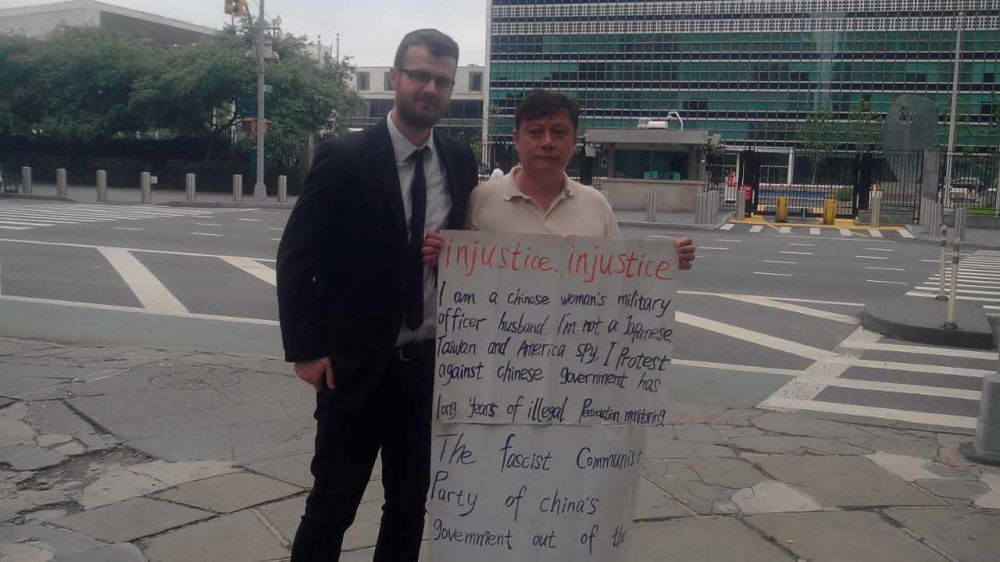 injustice. injustice
I am a chinese woman's military
officer husband. I'm not a Japanese,
Taiwan and America spy. I Protest
against chinese government has
long years of illegal Persecution monitoring
The fascist Communist
Party of china's
government out of the